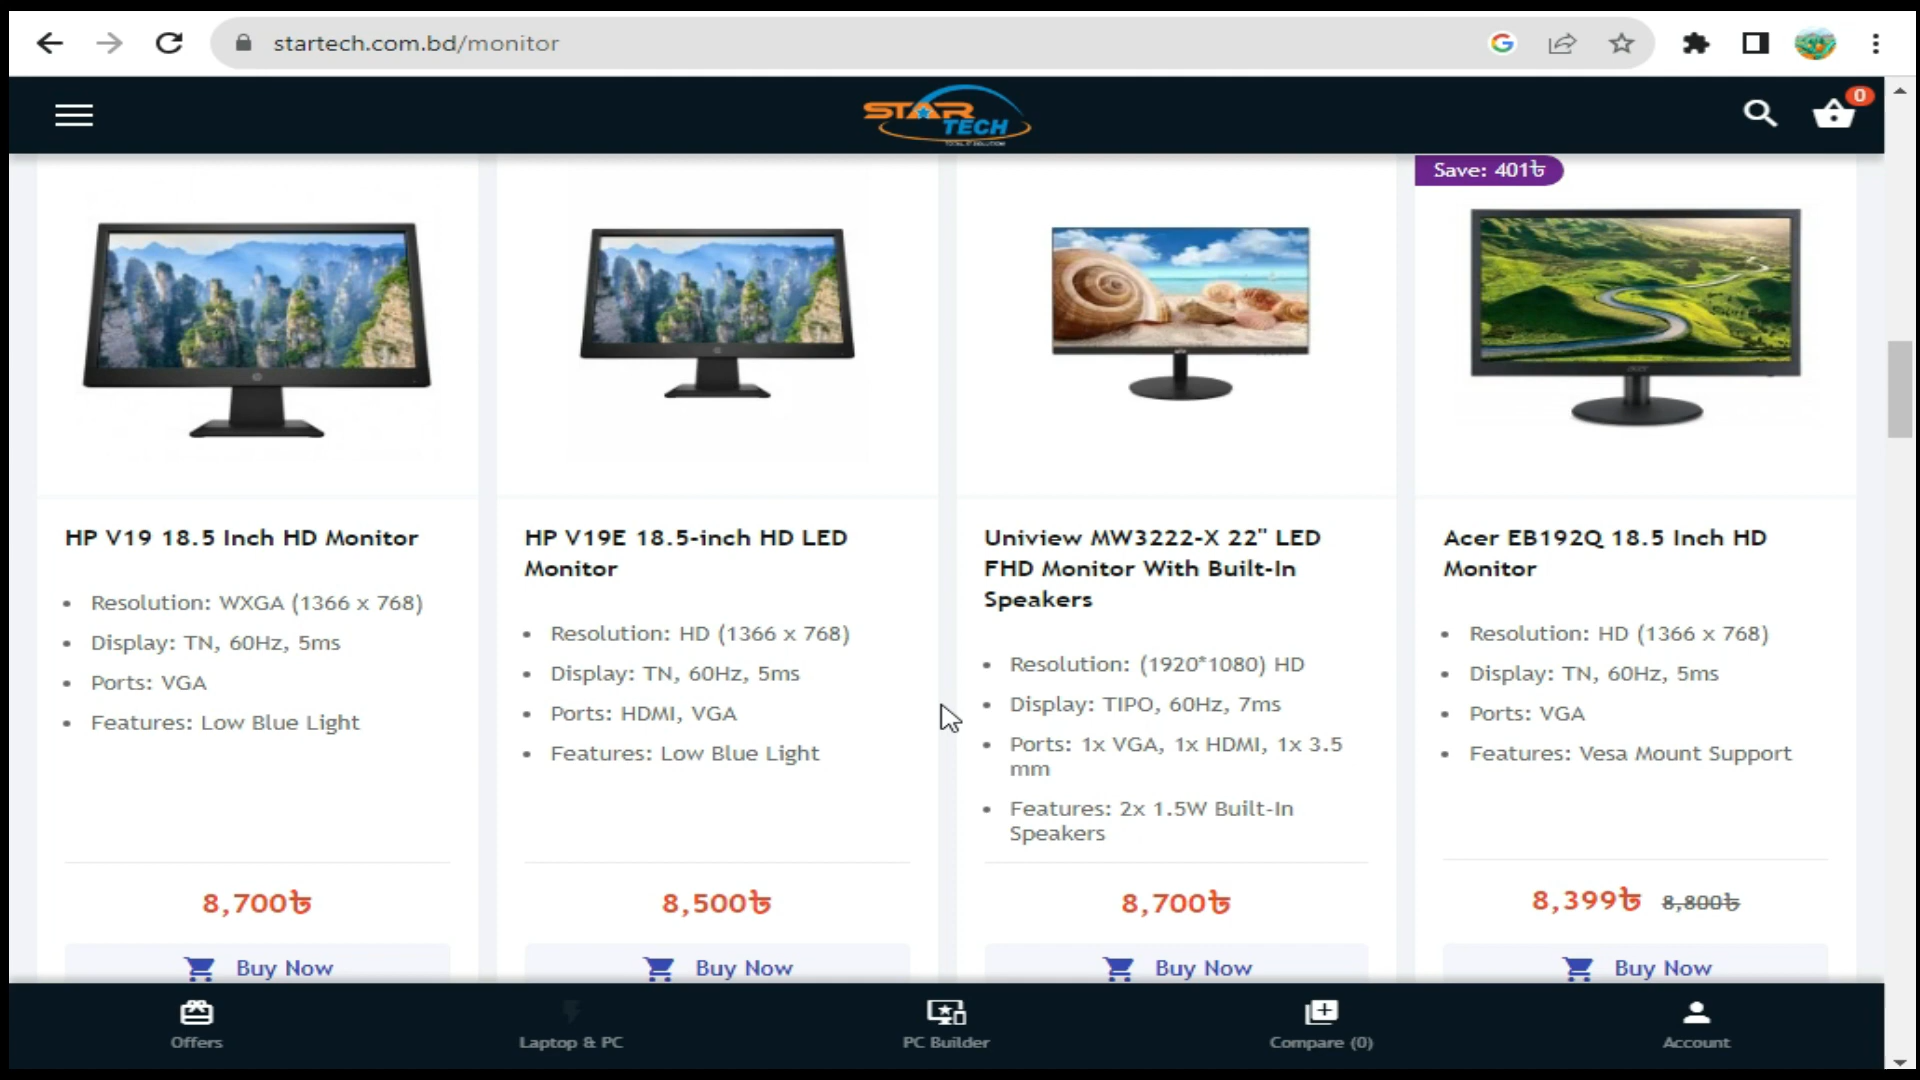 startech.com.bd/monitor
STAR
TECH
0
Save: 401৳
HP V19 18.5 Inch HD Monitor
Resolution: WXGA (1366 x 768)
Display: TN, 60Hz, 5ms
Ports: VGA
Features: Low Blue Light
8,700৳
Buy Now
HP V19E 18.5-inch HD LED
Monitor
Resolution: HD (1366 x 768)
Display: TN, 60Hz, 5ms
Ports: HDMI, VGA
Features: Low Blue Light
8,500৳
Buy Now
Uniview MW3222-X 22" LED
FHD Monitor With Built-In
Speakers
Resolution: (1920*1080) HD
Display: TIPO, 60Hz, 7ms
Ports: 1x VGA, 1x HDMI, 1x 3.5
mm
Features: 2x 1.5W Built-In
Speakers
8,700৳
Buy Now
acer
Acer EB192Q 18.5 Inch HD
Monitor
Resolution: HD (1366 x 768)
Display: TN, 60Hz, 5ms
Ports: VGA
Features: Vesa Mount Support
8,399৳ 8,800৳
Buy Now
Offers
Laptop & PC
PC Builder
Compare (0)
Account